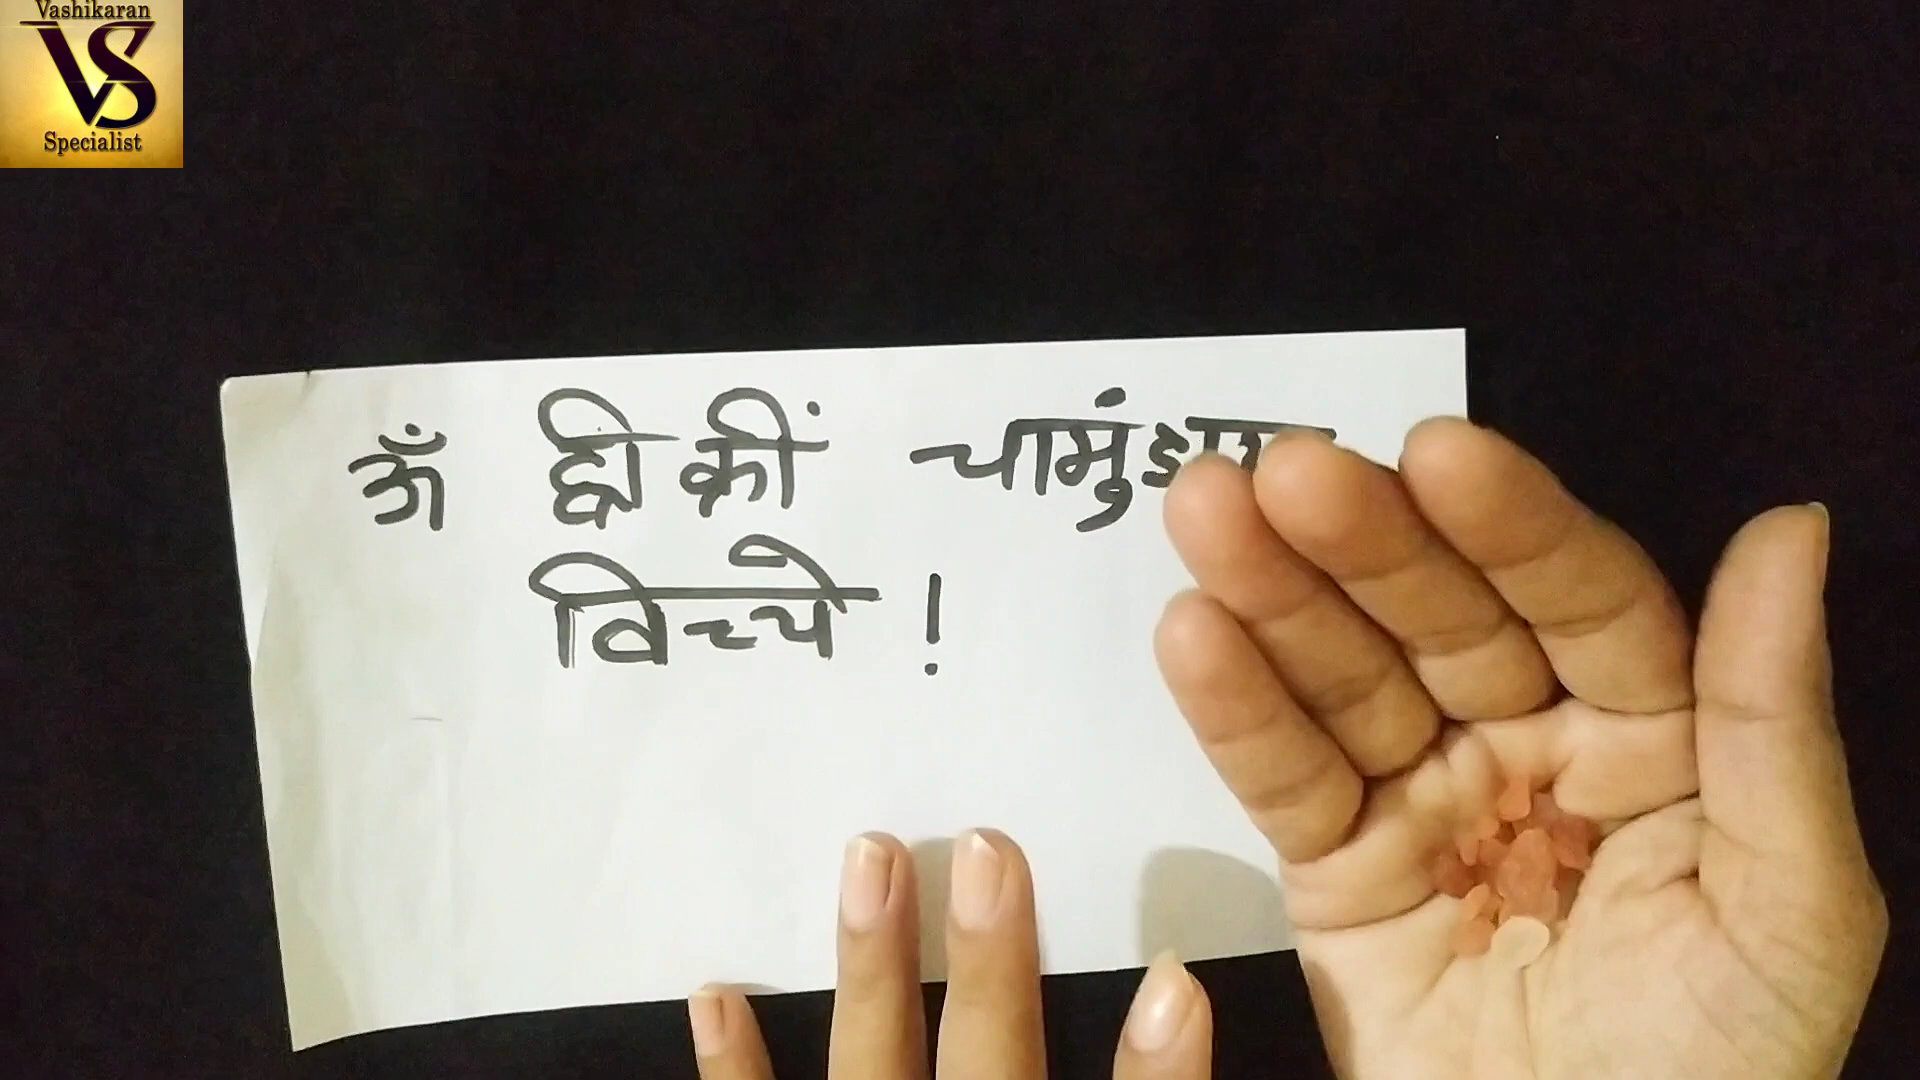 Vashikaran
VS
Specialist
ॐ ह्रीं क्रीं चामुंडाय
विच्चे !